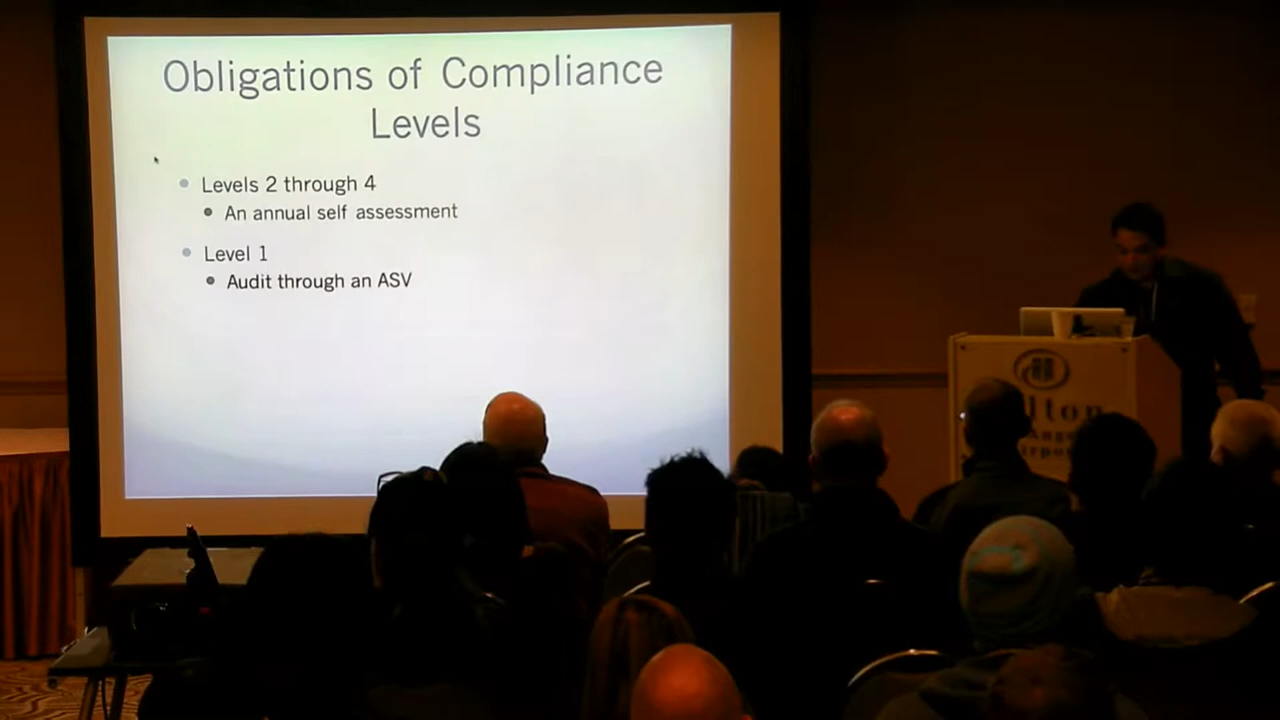 Obligations of Compliance
Levels
Levels 2 through 4
An annual self assessment
Level 1
Audit through an ASV